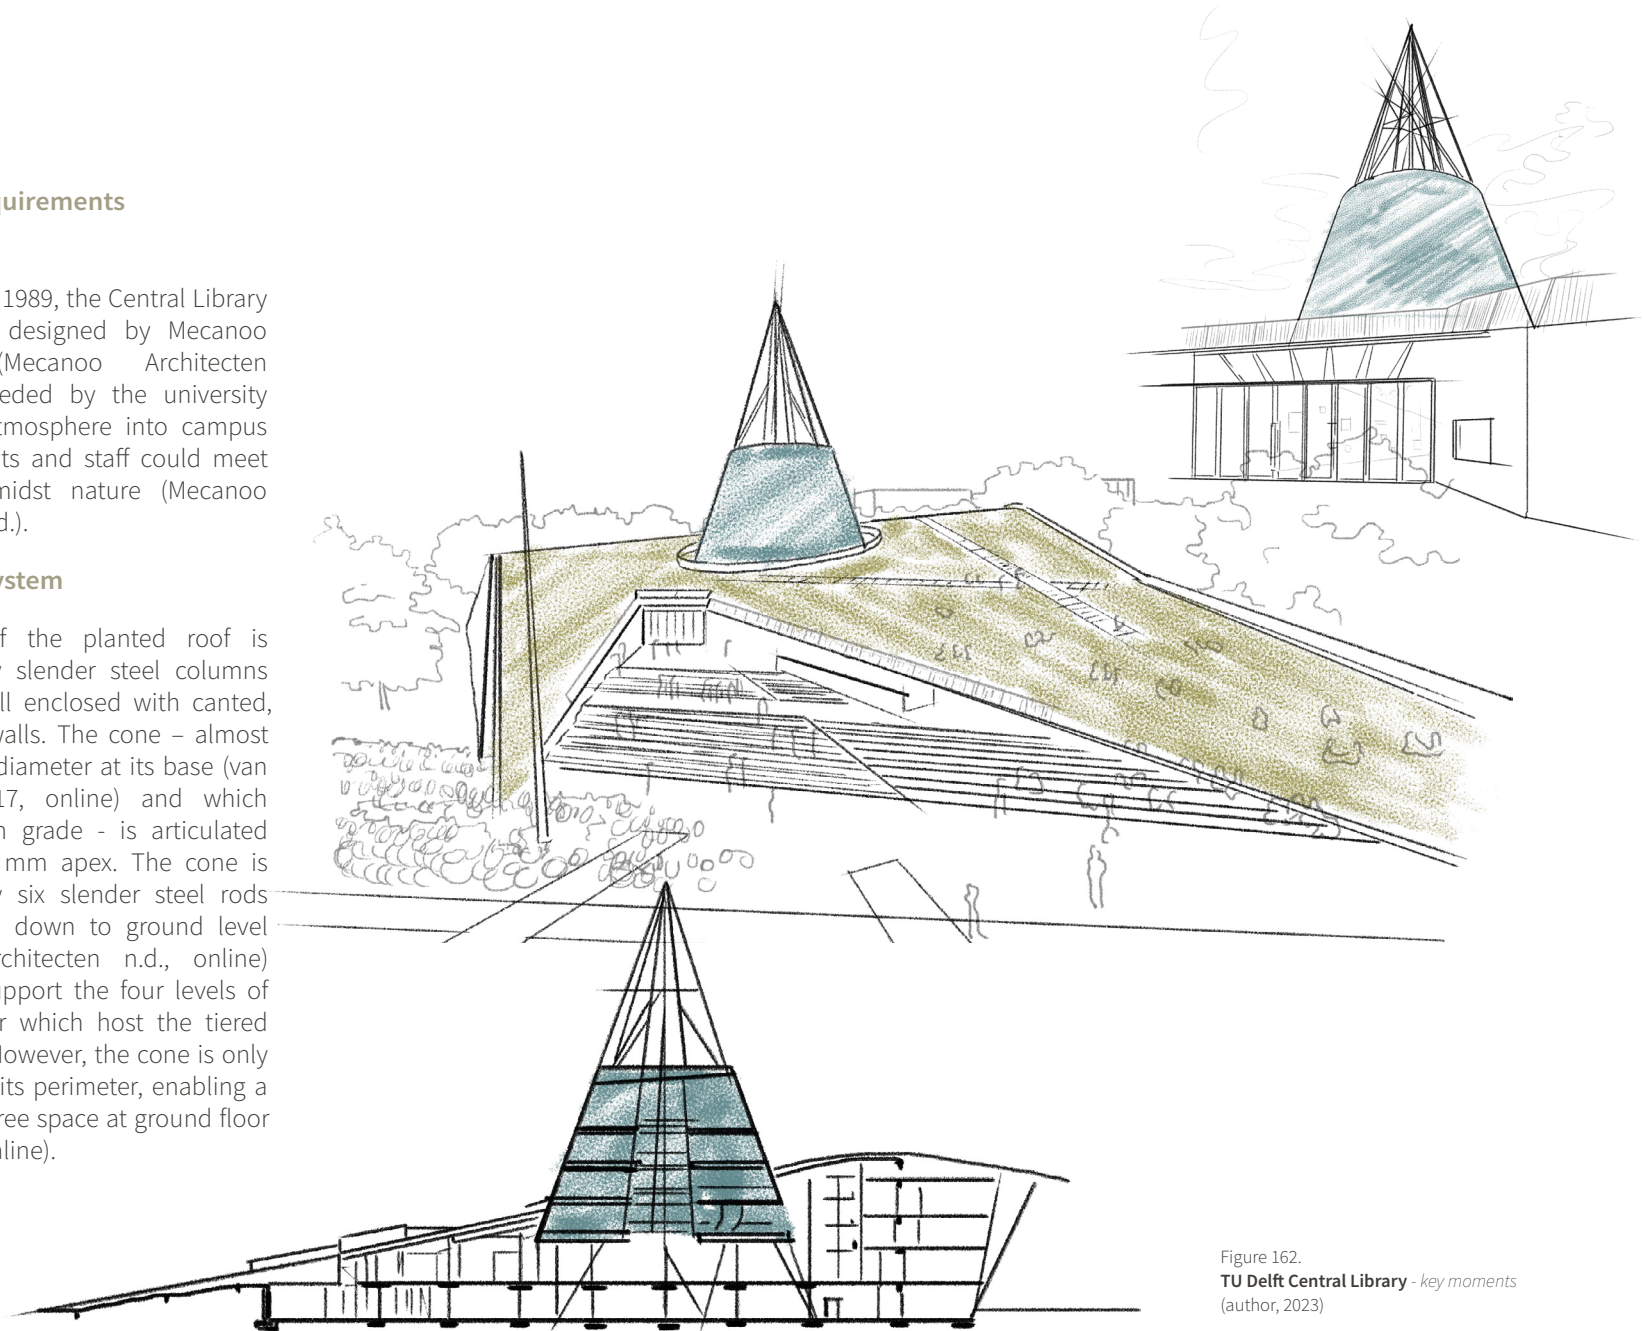 quirements
1989, the Central Library
designed by Mecanoo
(Mecanoo Architecten
eded by the university
tmosphere into campus
ts and staff could meet
midst nature (Mecanoo
d.).
ystem
f the planted roof is
y slender steel columns
ll enclosed with canted,
walls. The cone – almost
diameter at its base (van
17, online) and which
n grade - is articulated
mm apex. The cone is
y six slender steel rods
down to ground level
rchitecten n.d., online)
upport the four levels of
r which host the tiered
However, the cone is only
its perimeter, enabling a
ree space at ground floor
nline).
Figure 162.
TU Delft Central Library - key moments
(author, 2023)